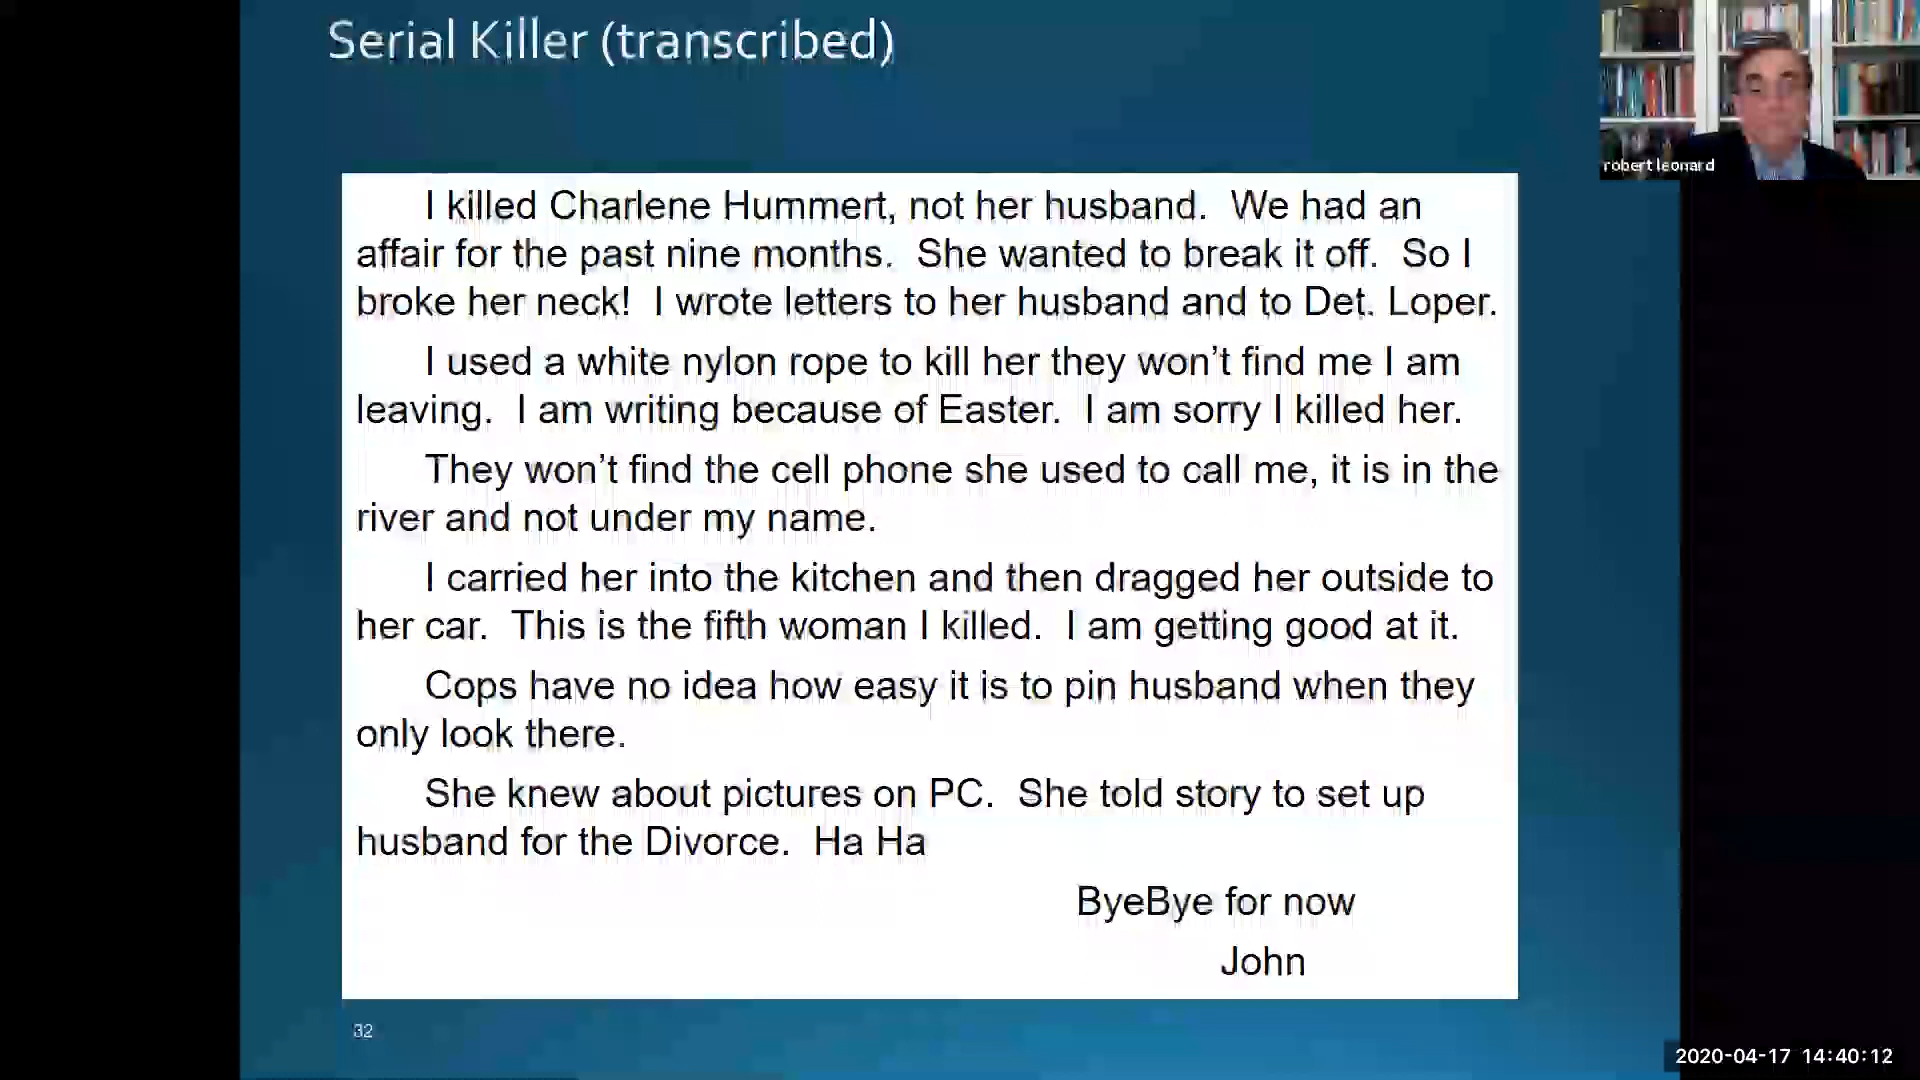 Serial Killer (transcribed)
robert leonard
I killed Charlene Hummert, not her husband. We had an
affair for the past nine months. She wanted to break it off. So I
broke her neck! I wrote letters to her husband and to Det. Loper.
I used a white nylon rope to kill her they won't find me I am
leaving. I am writing because of Easter. I am sorry I killed her.
They won't find the cell phone she used to call me, it is in the
river and not under my name.
I carried her into the kitchen and then dragged her outside to
her car. This is the fifth woman I killed. I am getting good at it.
Cops have no idea how easy it is to pin husband when they
only look there.
She knew about pictures on PC. She told story to set up
husband for the Divorce. Ha Ha
ByeBye for now
John
32
2020-04-17 14:40:12